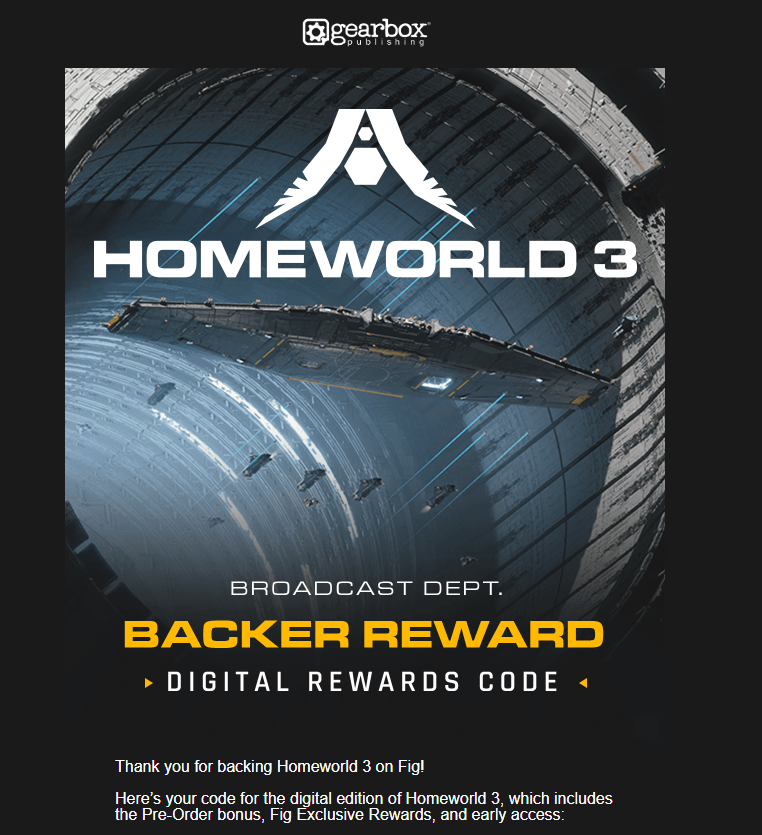 gearbox
publishing
HOMEWORLD 3
BROADCAST DEPT.
BACKER REWARD
DIGITAL REWARDS CODE
Thank you for backing Homeworld 3 on Fig!
Here's your code for the digital edition of Homeworld 3, which includes
the Pre-Order bonus, Fig Exclusive Rewards, and early access: